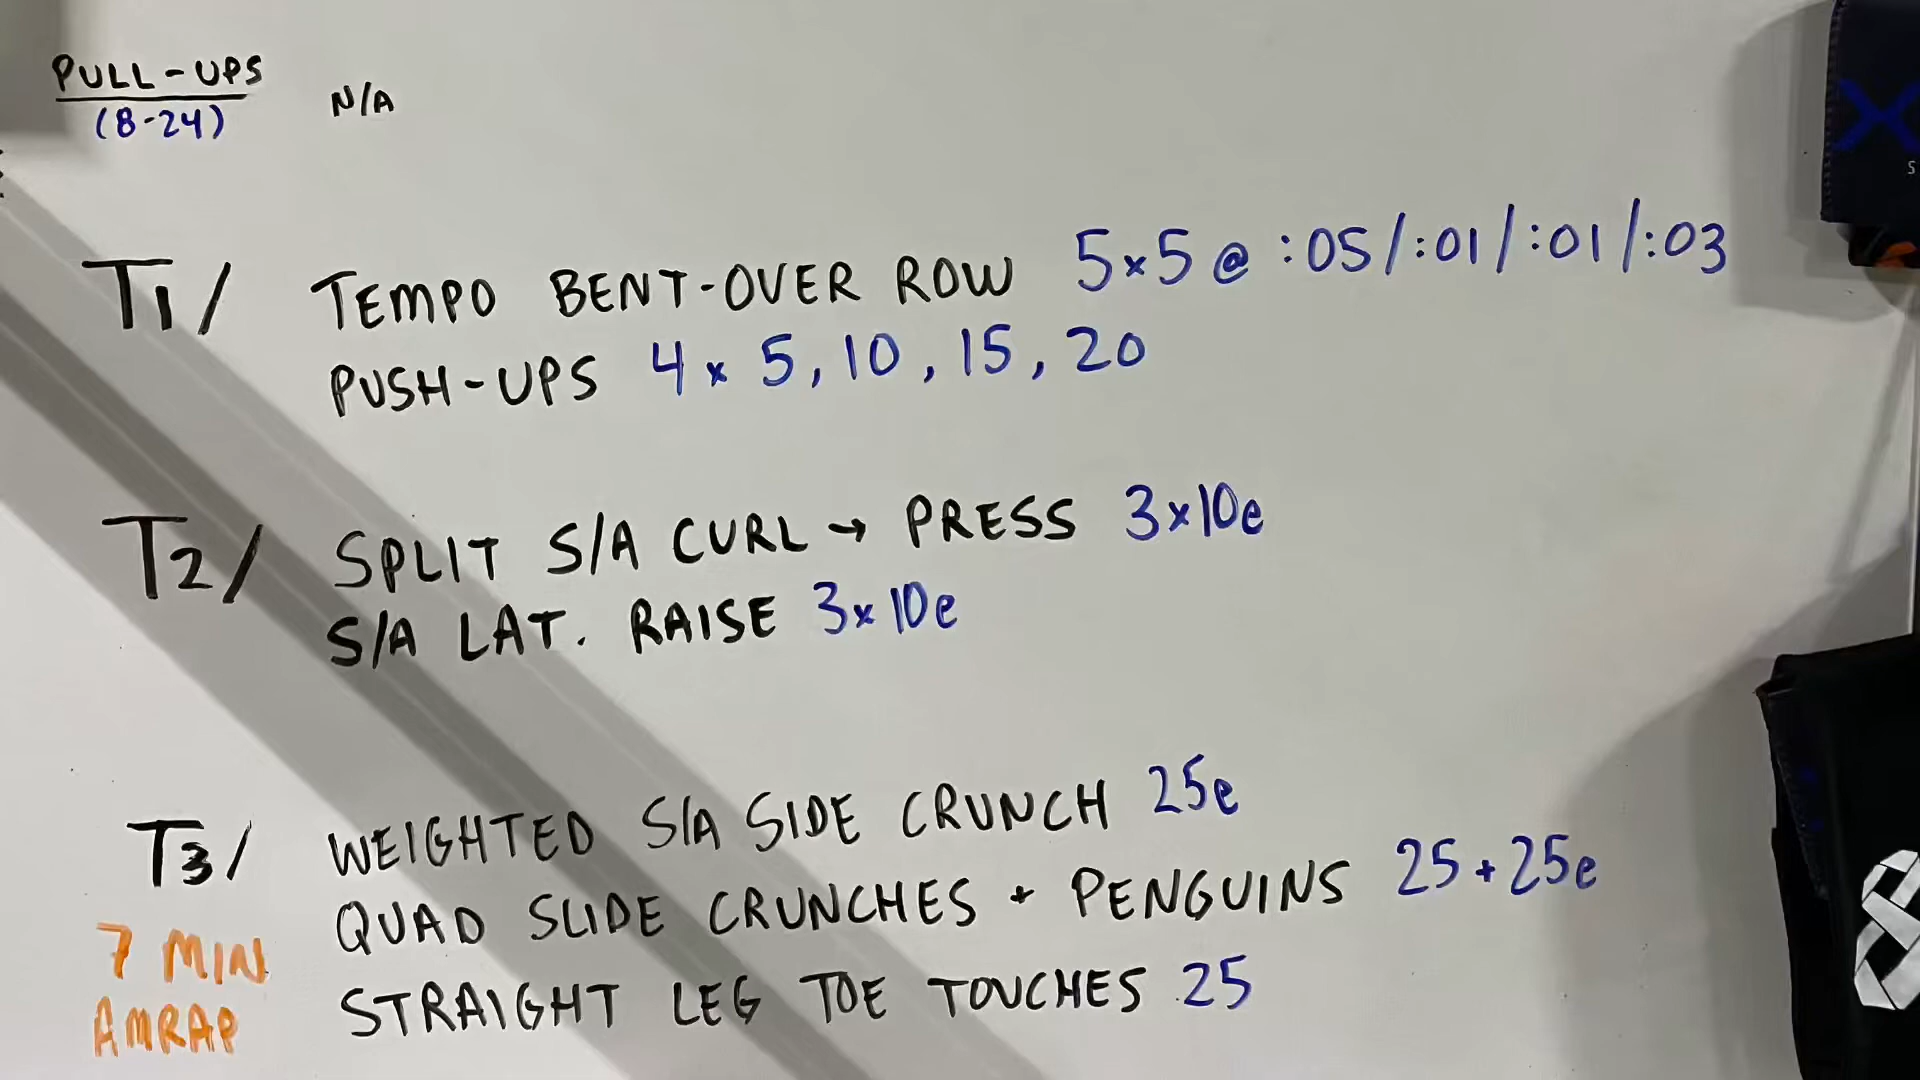 PULL-UPS
(8-24)
N/A
T1/ TEMPO BENT-OVER ROW 5x5 @ :05/:01/:01/:03
PUSH-UPS 4x 5, 10, 15, 20
T2/ SPLIT S/A CURL → PRESS 3x10e
S/A LAT. RAISE 3x10e
T3/ WEIGHTED S/A SIDE CRUNCH 25e
QUAD SLIDE CRUNCHES + PENGUINS 25+25e
7 MIN
AMRAP
STRAIGHT LEG TOE TOUCHES 25
S